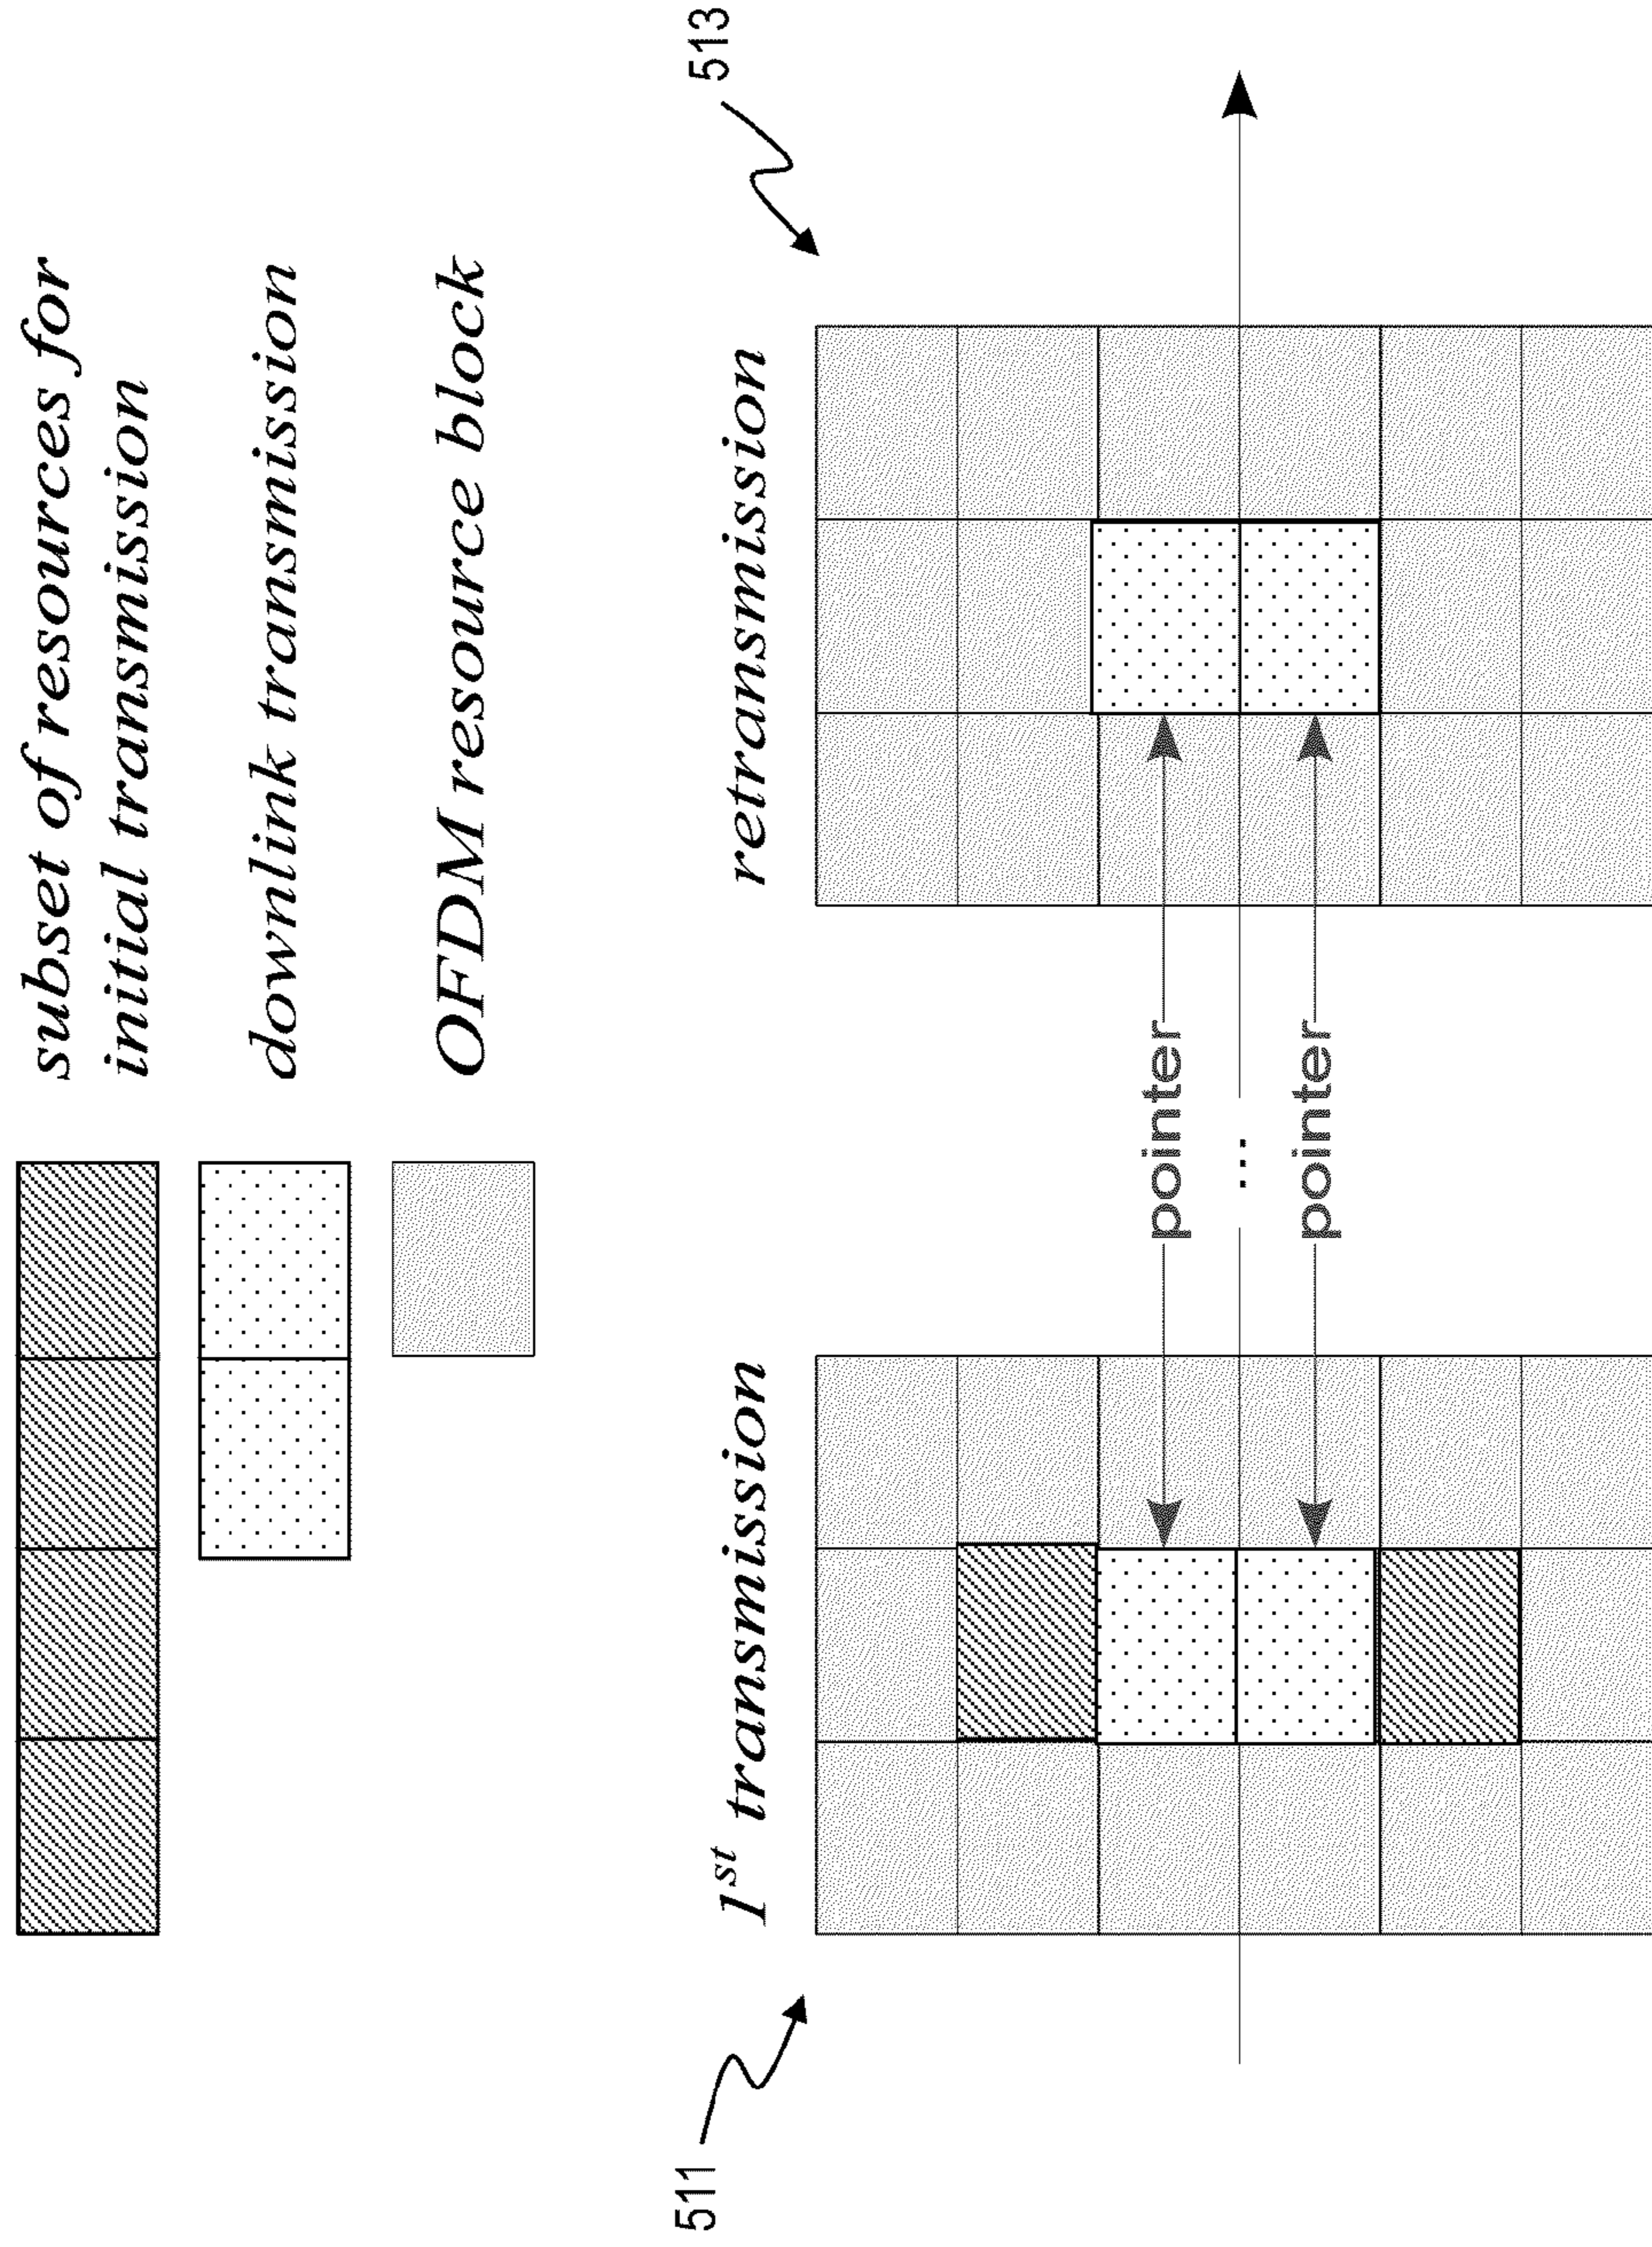 subset of resources for
initial transmission
downlink transmission
OFDM resource block
511
1st transmission
retransmission
513
pointer
...
pointer